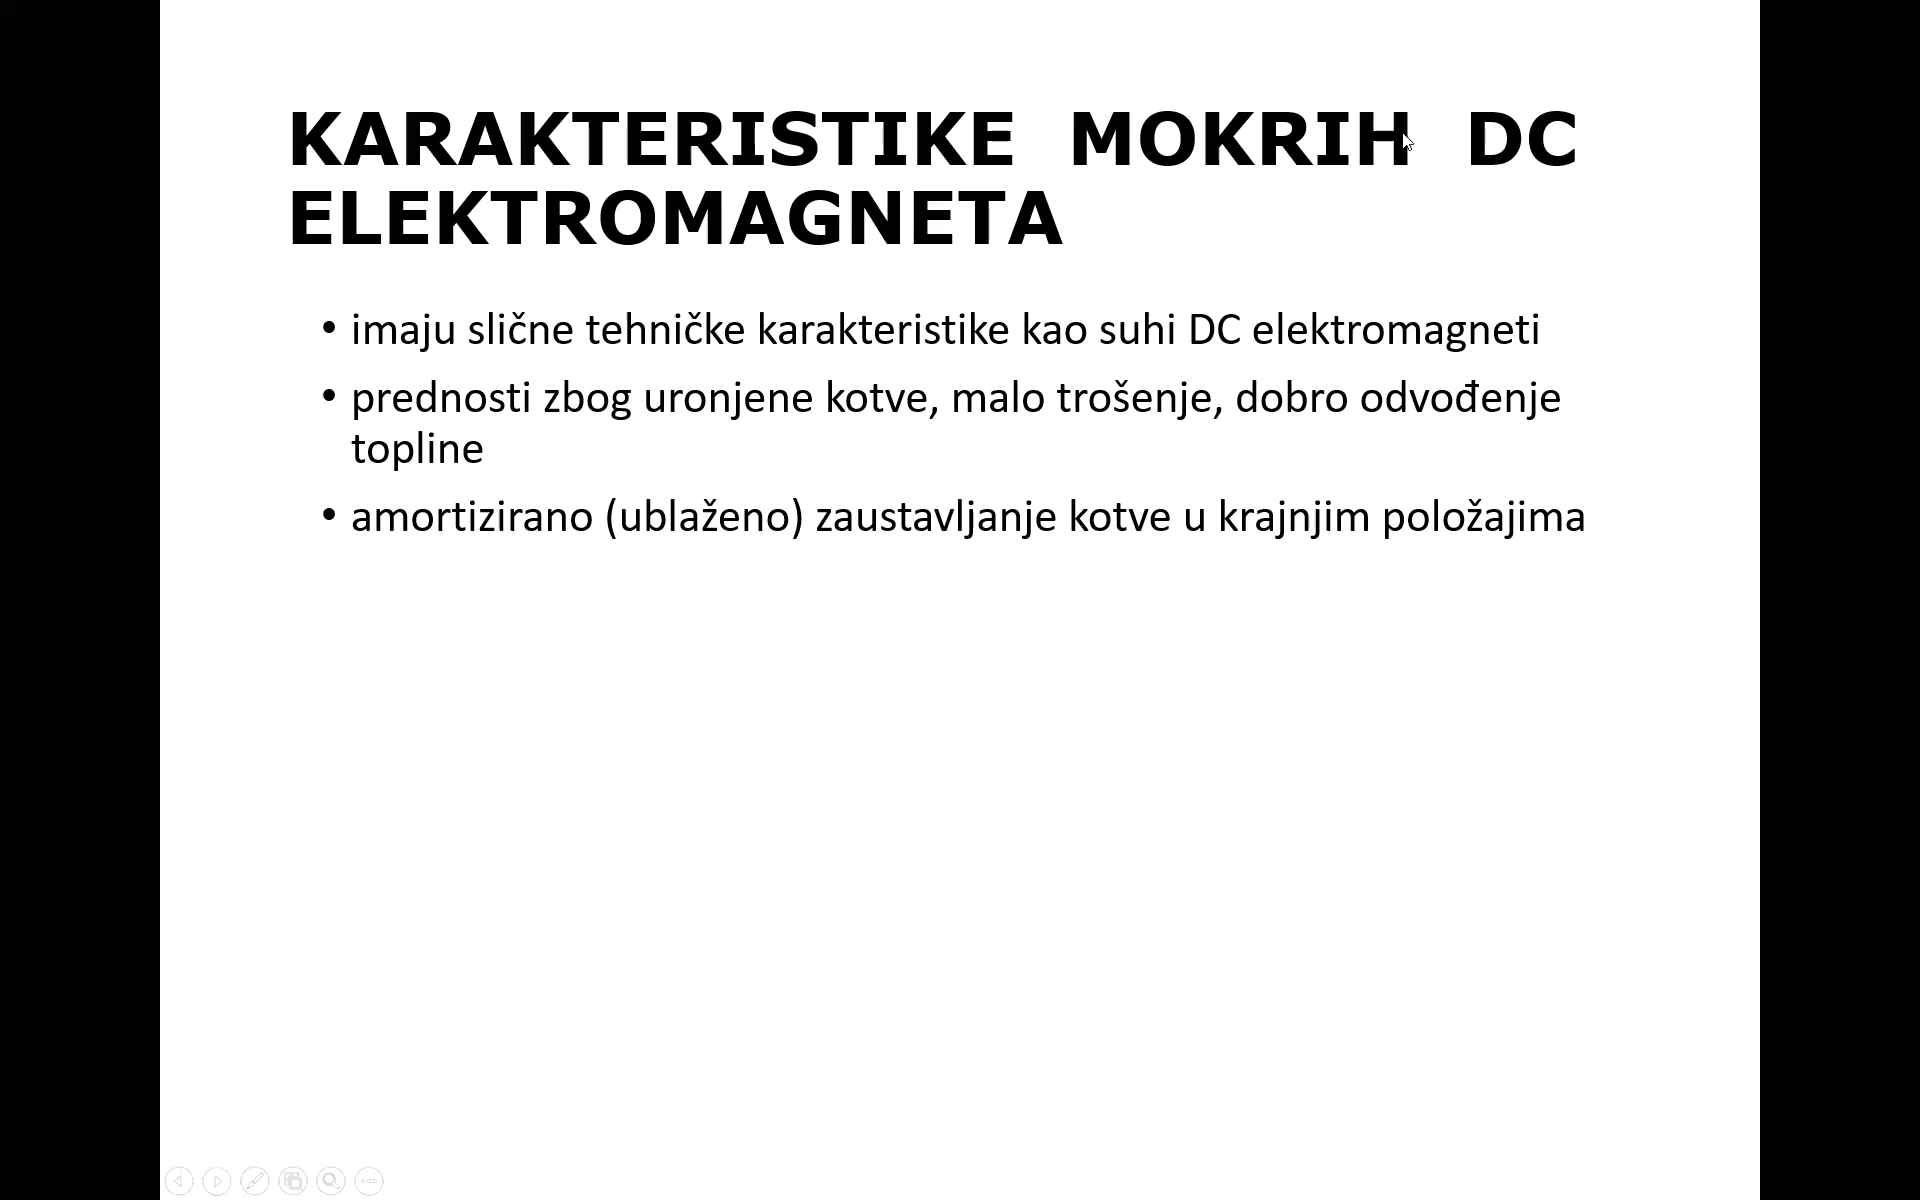 KARAKTERISTIKE MOKRIH DC
ELEKTROMAGNETA
• imaju slične tehničke karakteristike kao suhi DC elektromagneti
• prednosti zbog uronjene kotve, malo trošenje, dobro odvođenje
topline
• amortizirano (ublaženo) zaustavljanje kotve u krajnjim položajima